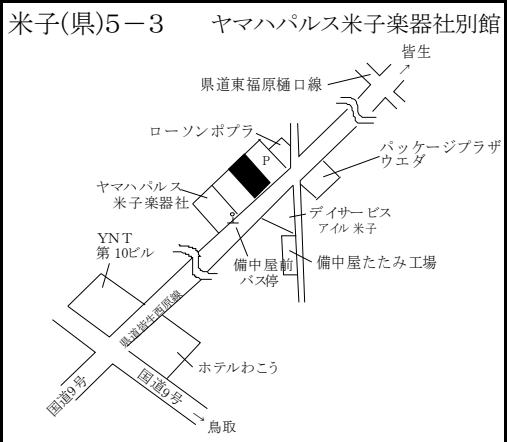 米子(県)5-3 ヤマハパルス米子楽器社別館
皆生
県道東福原樋口線
ローソンポプラ
P
パッケージプラザ
ウエダ
ヤマハパルス
米子楽器社
デイサービス
アイル 米子
YNT
第 10ビル
備中屋前
バス停
備中屋たたみ工場
県道皆生西原線
ホテルわこう
国道9号
国道9号
鳥取